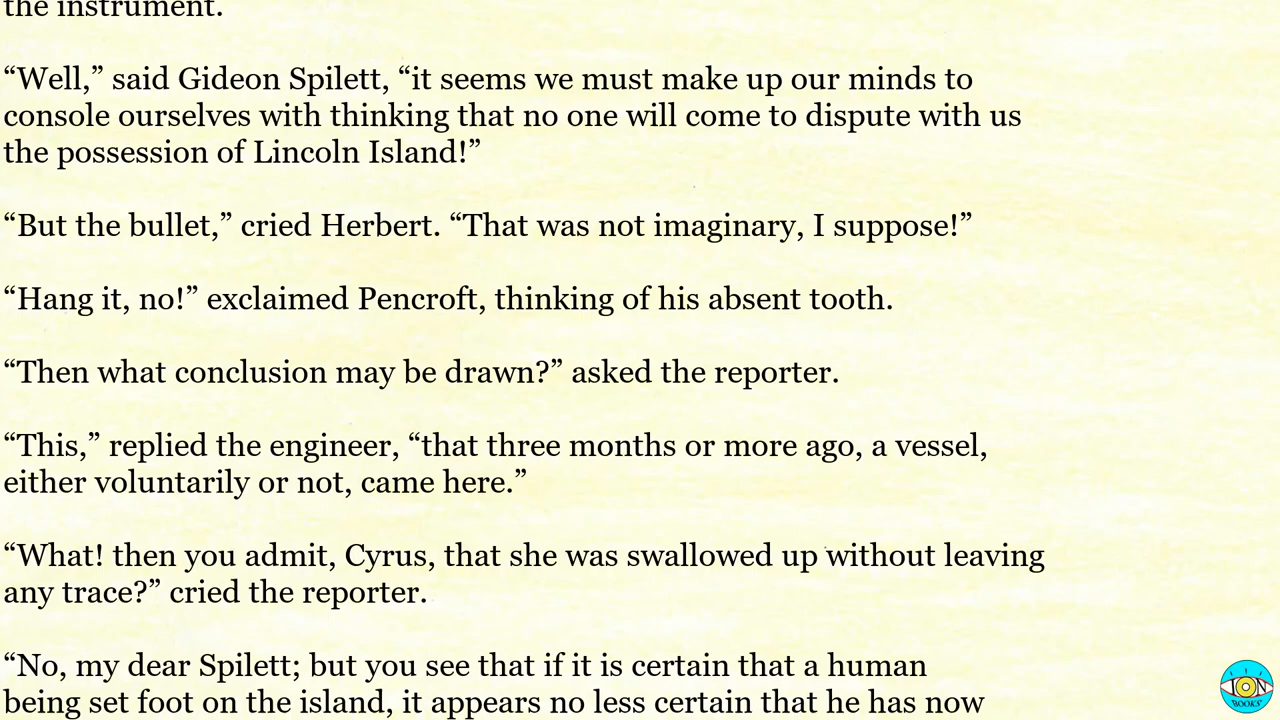 the instrument.
“Well,” said Gideon Spilett, “it seems we must make up our minds to
console ourselves with thinking that no one will come to dispute with us
the possession of Lincoln Island!”
“But the bullet,” cried Herbert. “That was not imaginary, I suppose!”
“Hang it, no!” exclaimed Pencroft, thinking of his absent tooth.
“Then what conclusion may be drawn?” asked the reporter.
“This,” replied the engineer, “that three months or more ago, a vessel,
either voluntarily or not, came here.”
“What! then you admit, Cyrus, that she was swallowed up without leaving
any trace?” cried the reporter.
“No, my dear Spilett; but you see that if it is certain that a human
being set foot on the island, it appears no less certain that he has now
ION
BOOKS